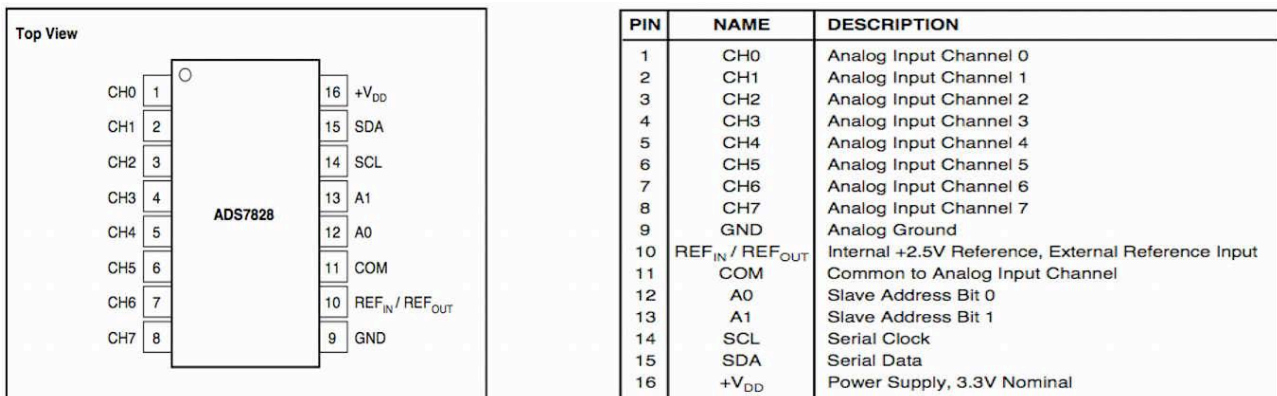 Top View
CH0 1
CH1 2
CH2 3
CH3 4
CH4 5
CH5 6
CH6 7
CH7 8
ADS7828
16 +VDD
15 SDA
14 SCL
13 A1
12 A0
11 COM
10 REFIN / REFOUT
9 GND
PIN NAME DESCRIPTION
1 CH0 Analog Input Channel 0
2 CH1 Analog Input Channel 1
3 CH2 Analog Input Channel 2
4 CH3 Analog Input Channel 3
5 CH4 Analog Input Channel 4
6 CH5 Analog Input Channel 5
7 CH6 Analog Input Channel 6
8 CH7 Analog Input Channel 7
9 GND Analog Ground
10 REFIN / REFOUT Internal +2.5V Reference, External Reference Input
11 COM Common to Analog Input Channel
12 A0 Slave Address Bit 0
13 A1 Slave Address Bit 1
14 SCL Serial Clock
15 SDA Serial Data
16 +VDD Power Supply, 3.3V Nominal